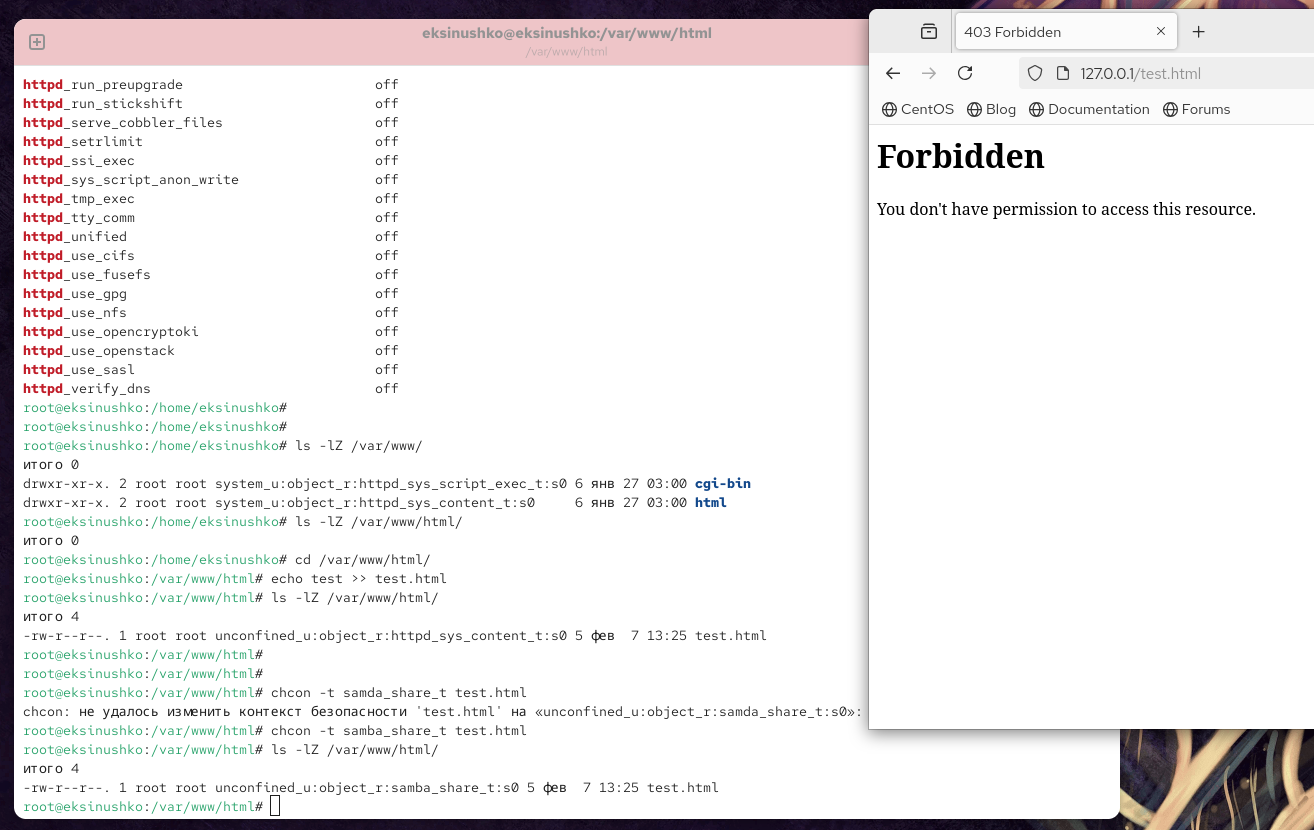 eksinushko@eksinushko:/var/www/html
/var/www/html
httpd_run_preupgrade off
httpd_run_stickshift off
httpd_serve_cobbler_files off
httpd_setrlimit off
httpd_ssi_exec off
httpd_sys_script_anon_write off
httpd_tmp_exec off
httpd_tty_comm off
httpd_unified off
httpd_use_cifs off
httpd_use_fusefs off
httpd_use_gpg off
httpd_use_nfs off
httpd_use_opencryptoki off
httpd_use_openstack off
httpd_use_sasl off
httpd_verify_dns off
root@eksinushko:/home/eksinushko#
root@eksinushko:/home/eksinushko#
root@eksinushko:/home/eksinushko# ls -lZ /var/www/
итого 0
drwxr-xr-x. 2 root root system_u:object_r:httpd_sys_script_exec_t:s0 6 янв 27 03:00 cgi-bin
drwxr-xr-x. 2 root root system_u:object_r:httpd_sys_content_t:s0 6 янв 27 03:00 html
root@eksinushko:/home/eksinushko# ls -lZ /var/www/html/
итого 0
root@eksinushko:/home/eksinushko# cd /var/www/html/
root@eksinushko:/var/www/html# echo test >> test.html
root@eksinushko:/var/www/html# ls -lZ /var/www/html/
итого 4
-rw-r--r--. 1 root root unconfined_u:object_r:httpd_sys_content_t:s0 5 фев 7 13:25 test.html
root@eksinushko:/var/www/html#
root@eksinushko:/var/www/html#
root@eksinushko:/var/www/html# chcon -t samda_share_t test.html
chcon: не удалось изменить контекст безопасности 'test.html' на «unconfined_u:object_r:samda_share_t:s0»:
root@eksinushko:/var/www/html# chcon -t samba_share_t test.html
root@eksinushko:/var/www/html# ls -lZ /var/www/html/
итого 4
-rw-r--r--. 1 root root unconfined_u:object_r:samba_share_t:s0 5 фев 7 13:25 test.html
root@eksinushko:/var/www/html#
403 Forbidden
127.0.0.1/test.html
CentOS Blog Documentation Forums
Forbidden
You don't have permission to access this resource.